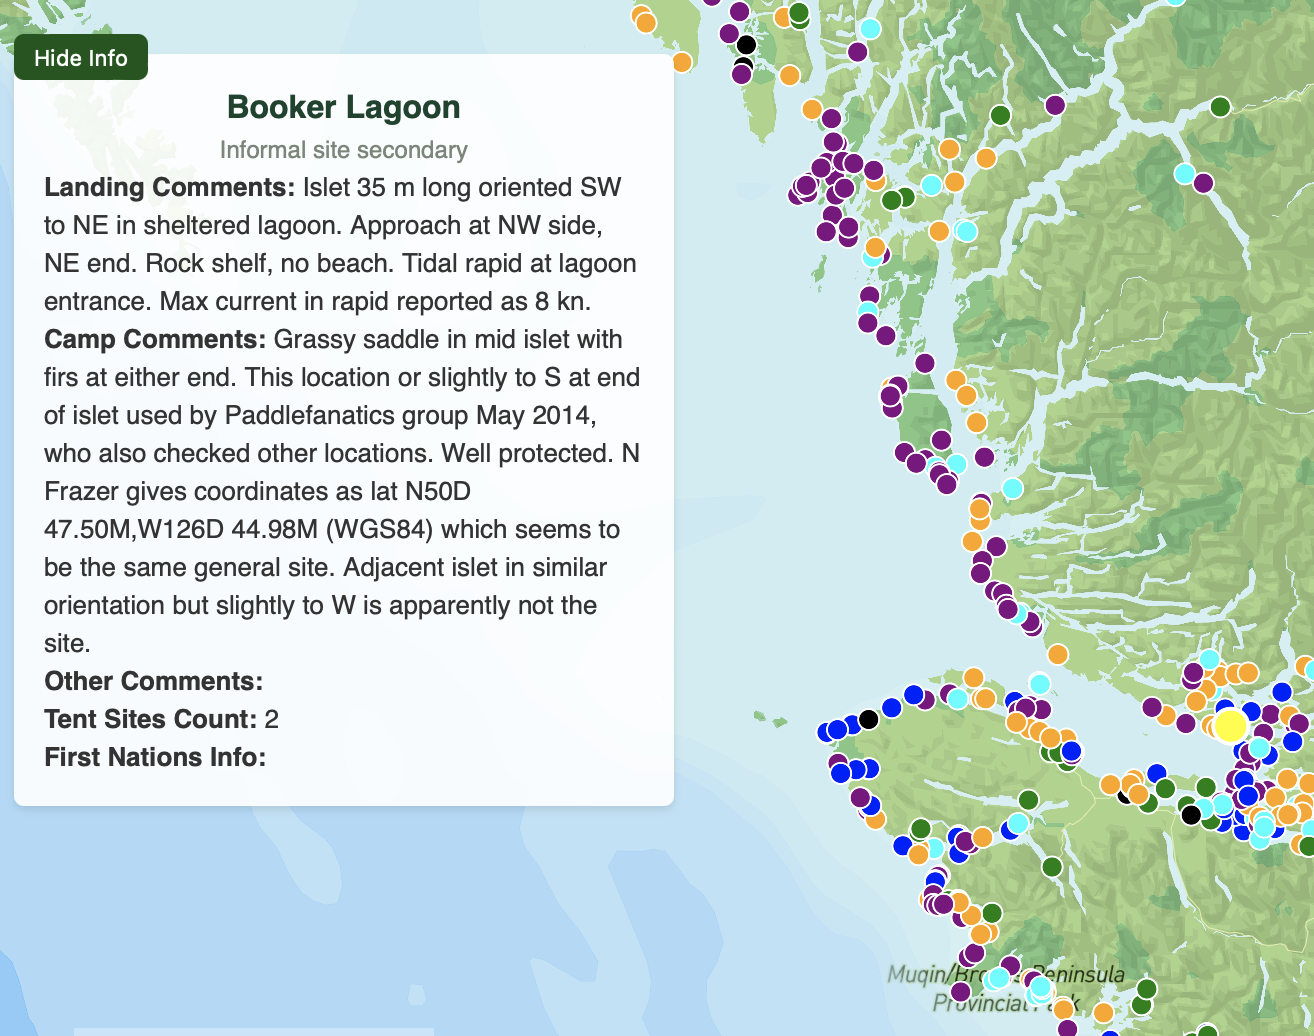 Hide Info
Booker Lagoon
Informal site secondary
Landing Comments: Islet 35 m long oriented SW
to NE in sheltered lagoon. Approach at NW side,
NE end. Rock shelf, no beach. Tidal rapid at lagoon
entrance. Max current in rapid reported as 8 kn.
Camp Comments: Grassy saddle in mid islet with
firs at either end. This location or slightly to S at end
of islet used by Paddlefanatics group May 2014,
who also checked other locations. Well protected. N
Frazer gives coordinates as lat N50D
47.50M,W126D 44.98M (WGS84) which seems to
be the same general site. Adjacent islet in similar
orientation but slightly to W is apparently not the
site.
Other Comments:
Tent Sites Count: 2
First Nations Info:
Muqin/Brooks Peninsula
Provincial Park